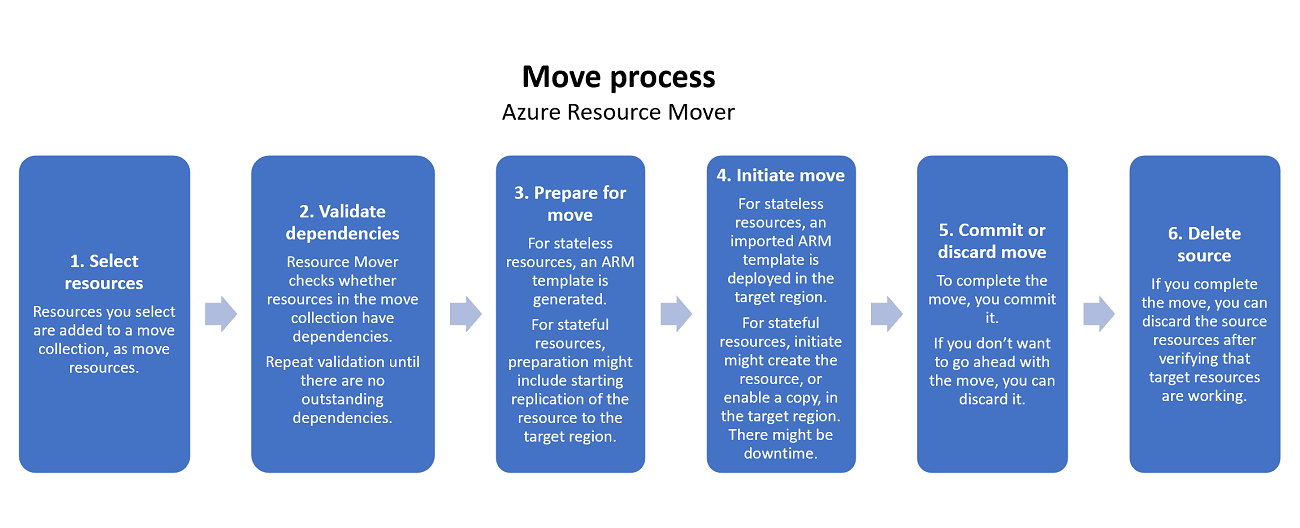 Move process
Azure Resource Mover
1. Select
resources
Resources you select
are added to a move
collection, as move
resources.
2. Validate
dependencies
Resource Mover
checks whether
resources in the move
collection have
dependencies.
Repeat validation until
there are no
outstanding
dependencies.
3. Prepare for
move
For stateless
resources, an ARM
template is
generated.
For stateful
resources,
preparation might
include starting
replication of the
resource to the
target region.
4. Initiate move
For stateless
resources, an
imported ARM
template is
deployed in the
target region.
For stateful
resources, initiate
might create the
resource, or
enable a copy, in
the target region.
There might be
downtime.
5. Commit or
discard move
To complete the
move, you commit
it.
If you don’t want
to go ahead with
the move, you can
discard it.
6. Delete
source
If you complete
the move, you can
discard the source
resources after
verifying that
target resources
are working.